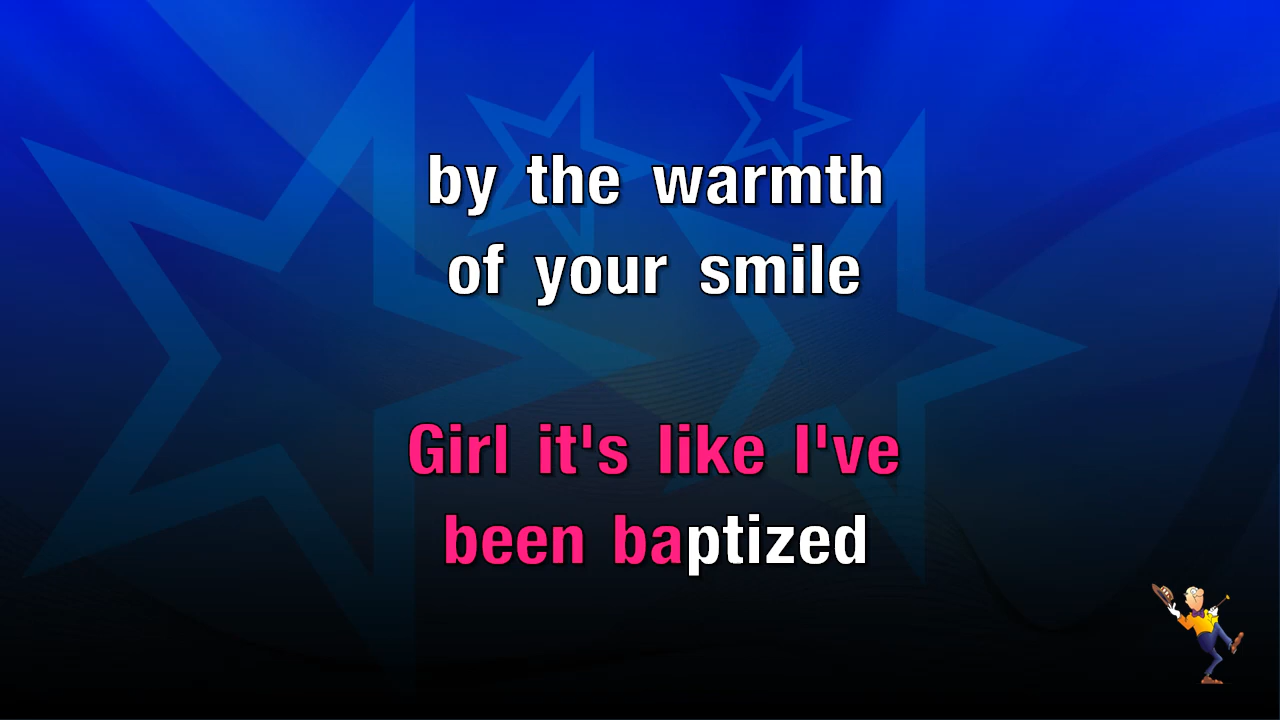 by the warmth
of your smile
Girl it's like I've
been baptized